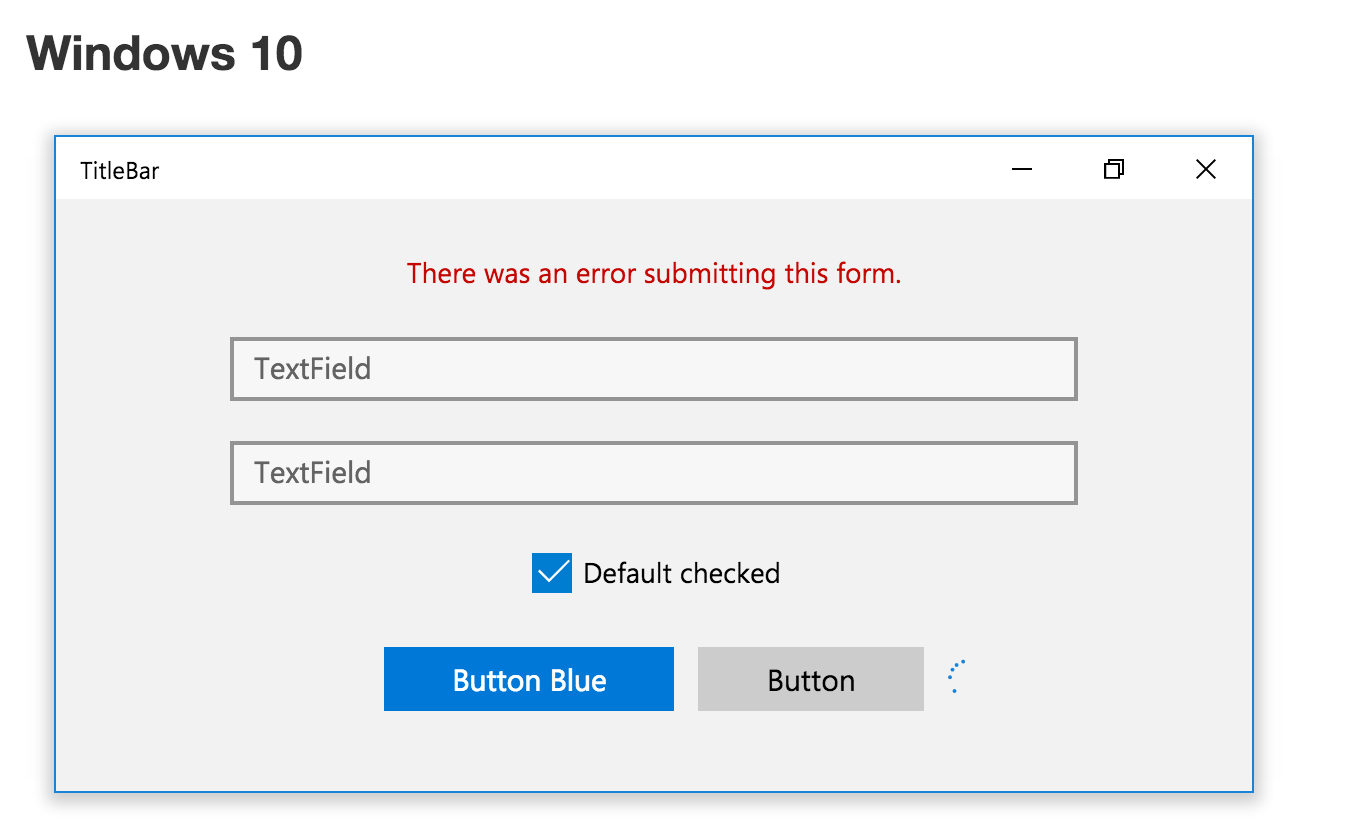 Windows 10
TitleBar
There was an error submitting this form.
TextField
TextField
Default checked
Button Blue
Button